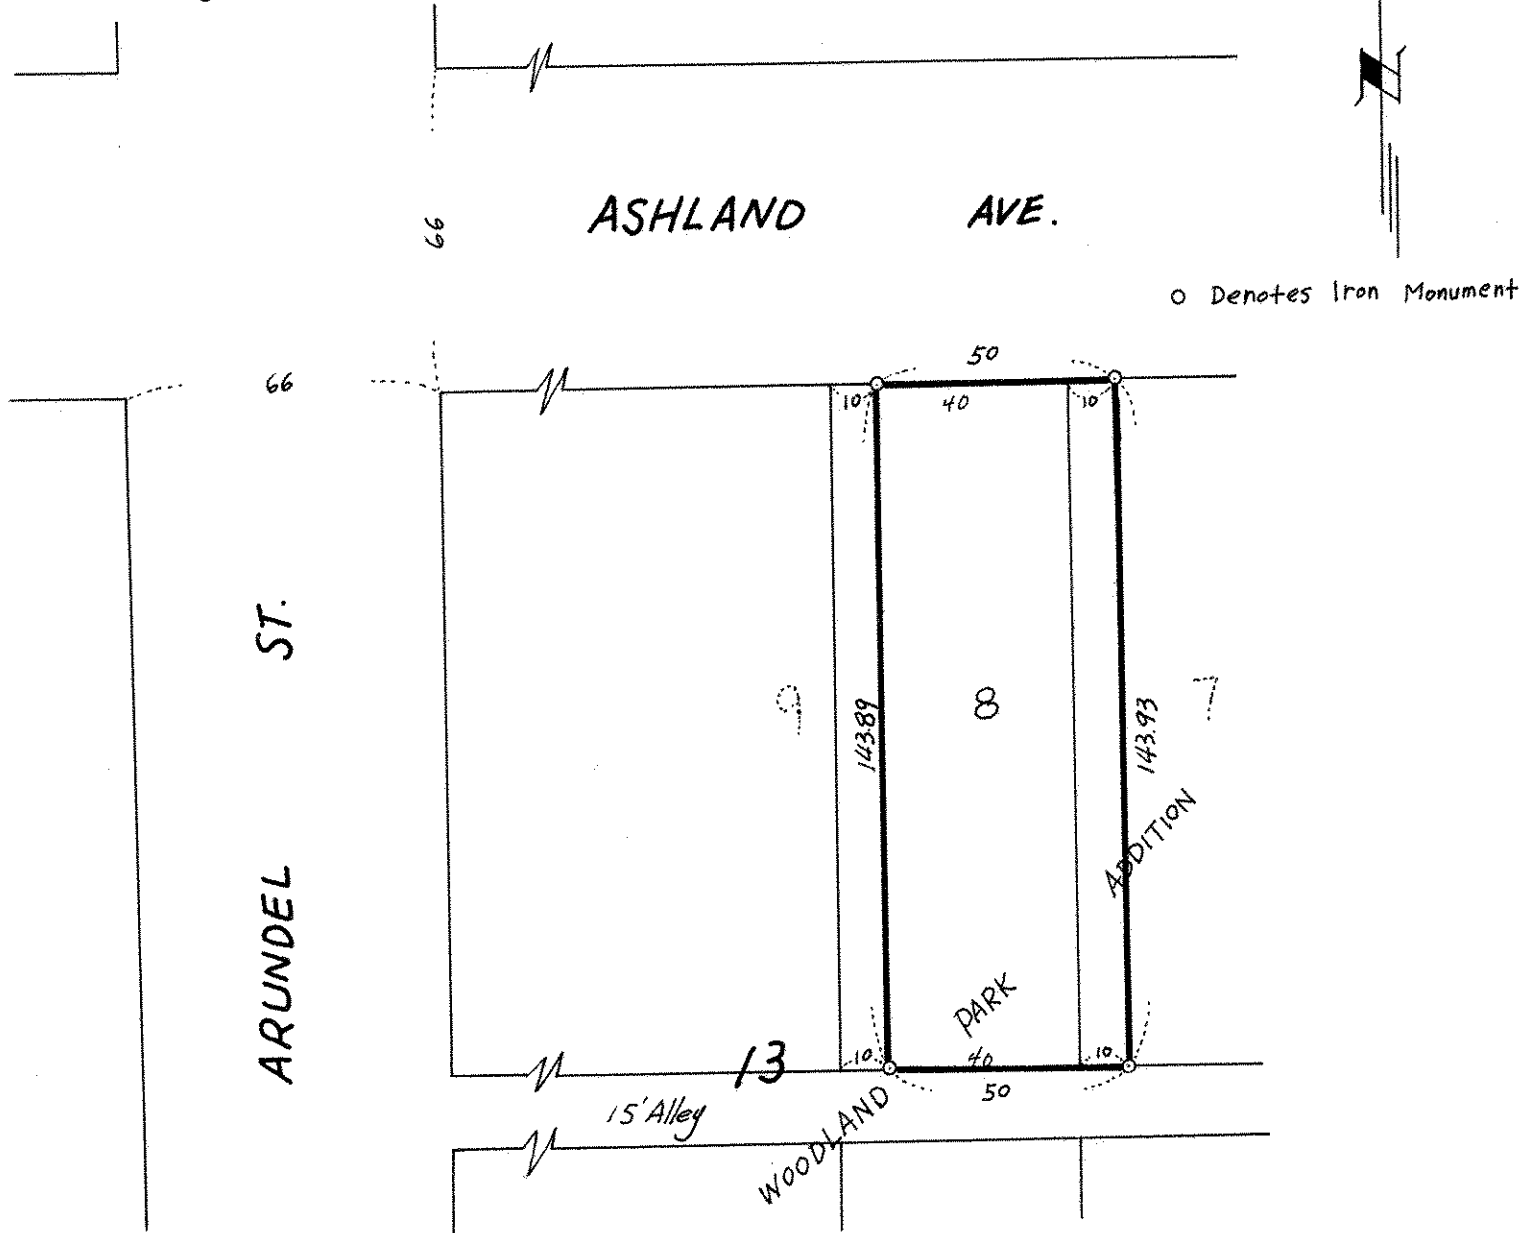 ASHLAND AVE.
66
N
o Denotes Iron Monument
66
50
10 40 10
ARUNDEL ST.
9
143.89
8
143.93
7
WOODLAND PARK ADDITION
13
10 40 10
50
15' Alley